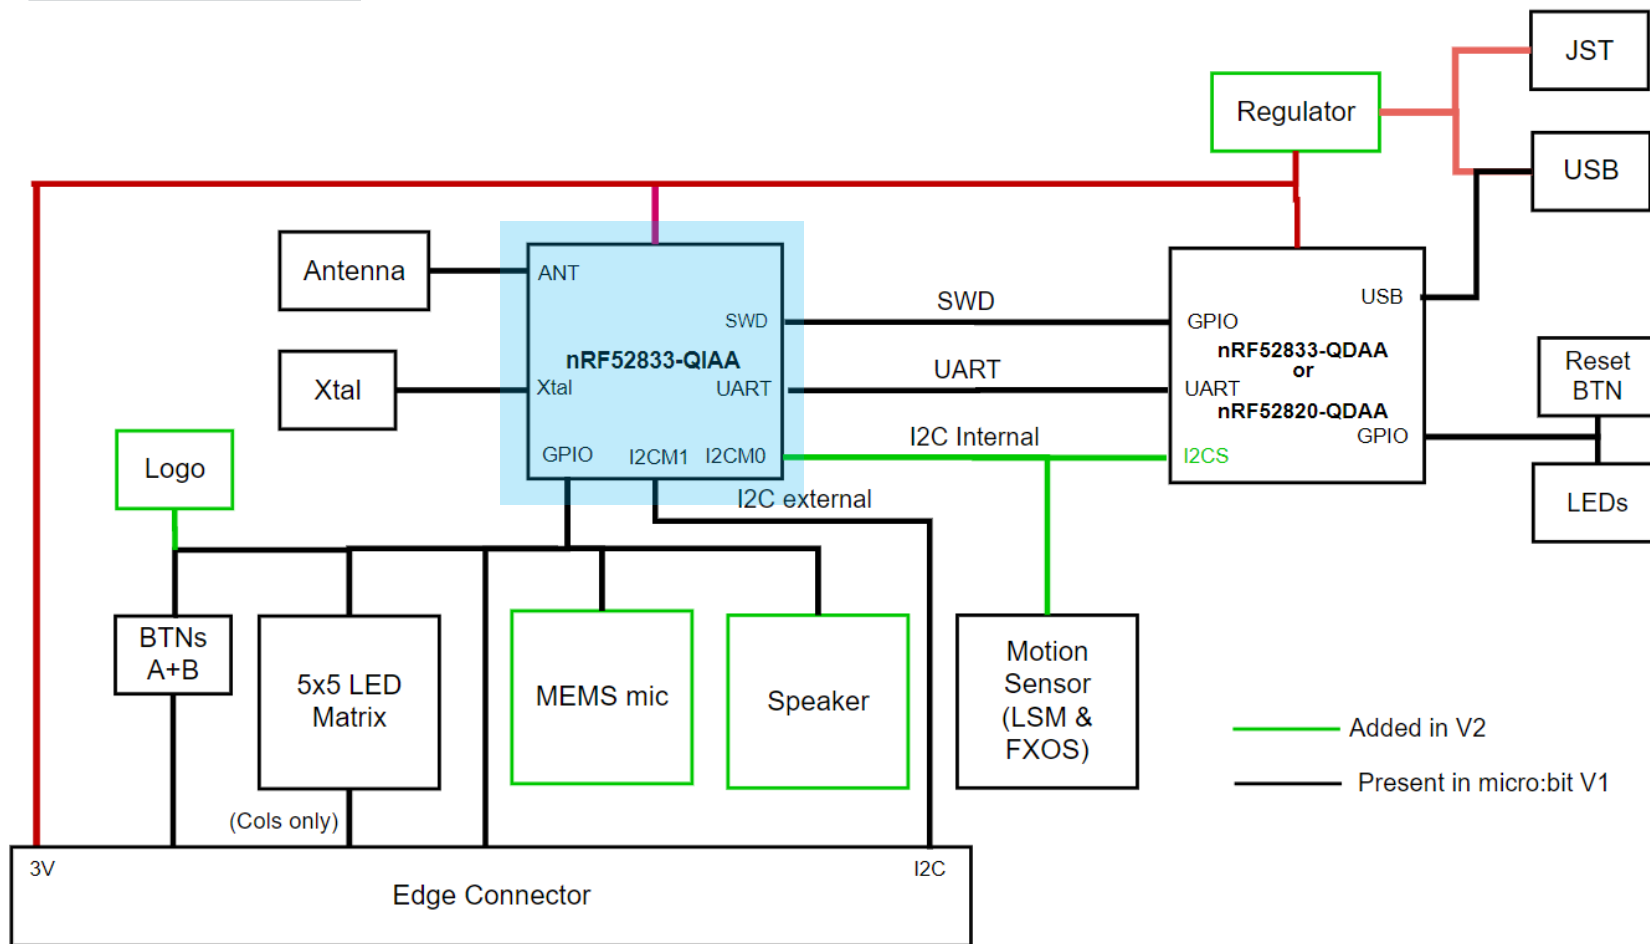 JST
Regulator
USB
Antenna
ANT
SWD
SWD
USB
GPIO
nRF52833-QIAA
nRF52833-QDAA
or
Reset
BTN
Xtal
Xtal
UART
UART
UART
nRF52820-QDAA
GPIO
I2C Internal
GPIO
I2CM1
I2CM0
I2CS
Logo
I2C external
LEDs
BTNs
A+B
5x5 LED
Matrix
MEMS mic
Speaker
Motion
Sensor
(LSM &
FXOS)
Added in V2
Present in micro:bit V1
(Cols only)
3V
I2C
Edge Connector